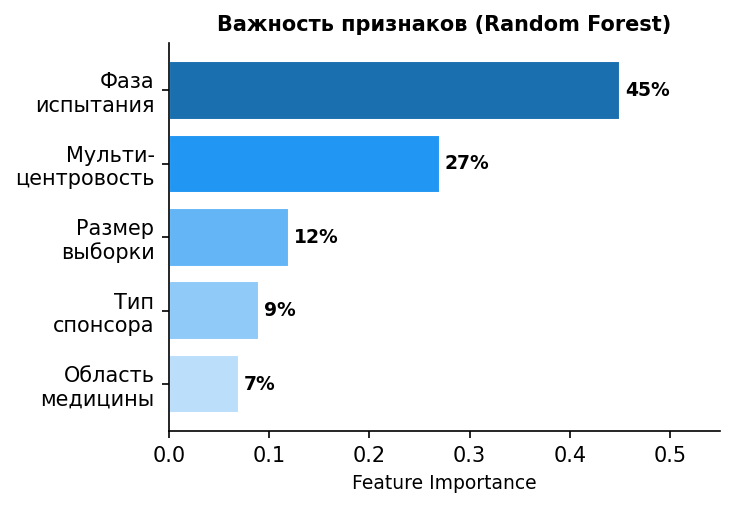 Важность признаков (Random Forest)
Фаза
испытания
45%
Мульти-
центровость
27%
Размер
выборки
12%
Тип
спонсора
9%
Область
медицины
7%
0.0 0.1 0.2 0.3 0.4 0.5
Feature Importance